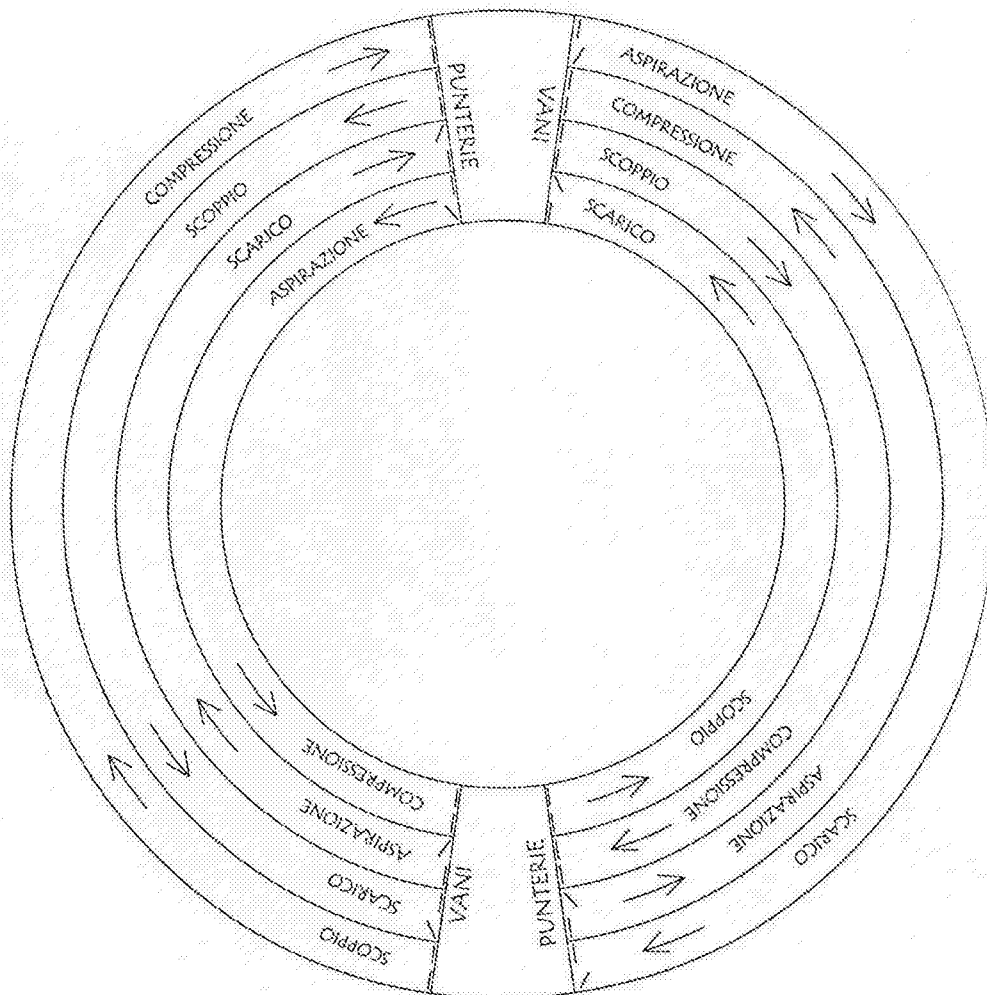 COMPRESSIONE
SCOPPIO
SCARICO
ASPIRAZIONE
PUNTERIE
VANI
ASPIRAZIONE
COMPRESSIONE
SCOPPIO
SCARICO
COMPRESSIONE
ASPIRAZIONE
SCARICO
SCOPPIO
VANI
PUNTERIE
SCOPPIO
COMPRESSIONE
ASPIRAZIONE
SCARICO